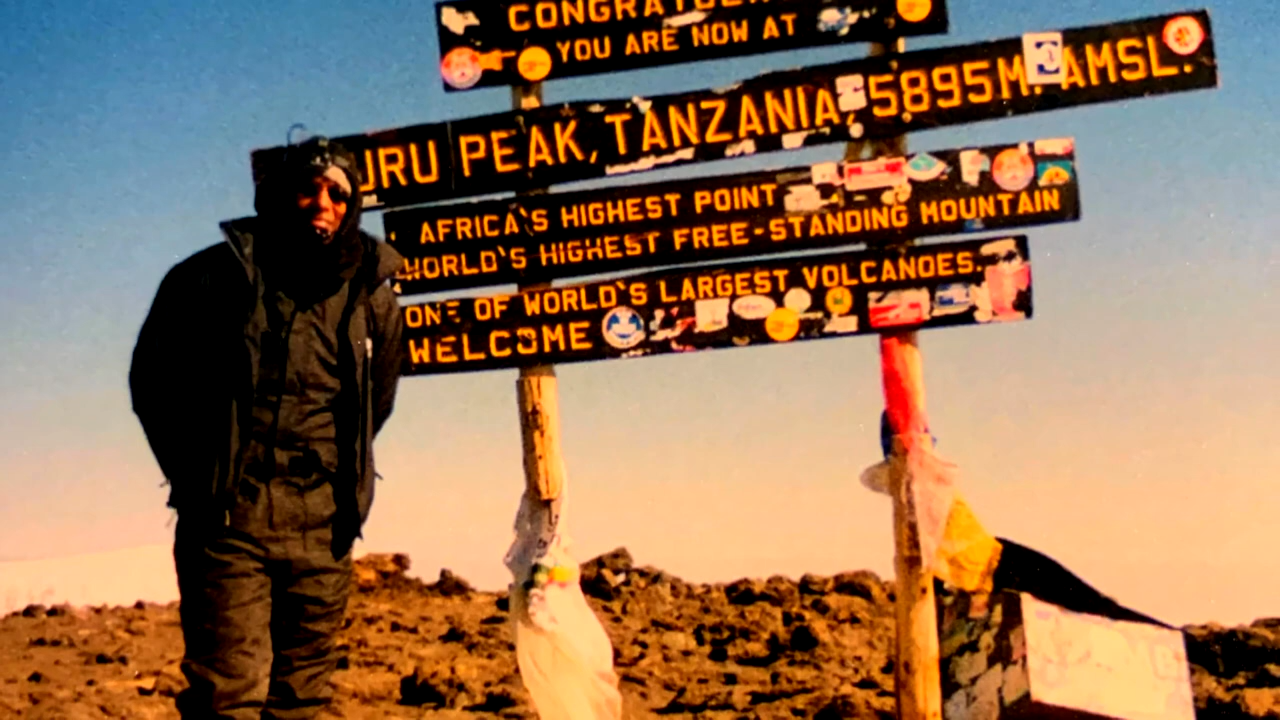 CONGRATULA
YOU ARE NOW AT
URU PEAK, TANZANIA, 5895M. AMSL.
AFRICA'S HIGHEST POINT
WORLD'S HIGHEST FREE-STANDING MOUNTAIN
ONE OF WORLD'S LARGEST VOLCANOES.
WELCOME